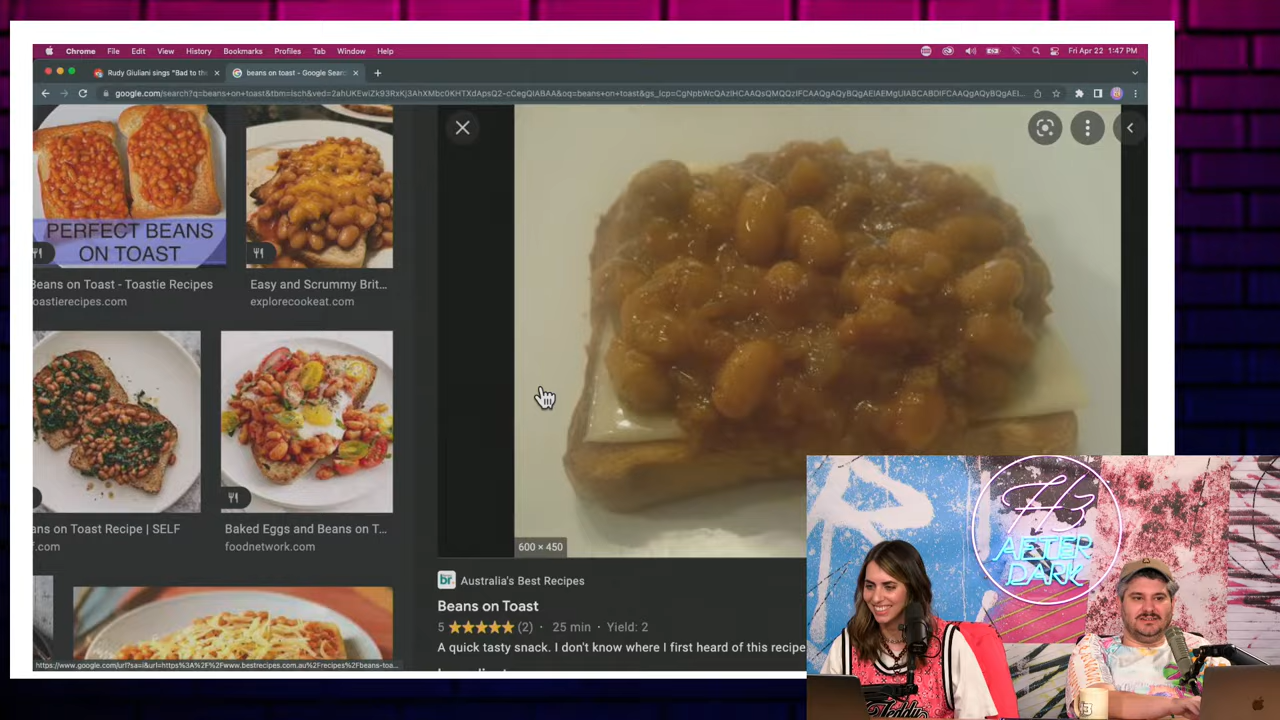 Chrome File Edit View History Bookmarks Profiles Tab Window Help
Fri Apr 22 1:47 PM
Rudy Giuliani sings "Bad to the
beans on toast - Google Searc
PERFECT BEANS
ON TOAST
Beans on Toast - Toastie Recipes
oastierecipes.com
Easy and Scrummy Brit...
explorecookeat.com
ans on Toast Recipe | SELF
f.com
Baked Eggs and Beans on T...
foodnetwork.com
600 × 450
br.
Australia's Best Recipes
Beans on Toast
5 ★★★★★ (2) · 25 min · Yield: 2
A quick tasty snack. I don't know where I first heard of this recipe
H3
AFTER
DARK
Teddy